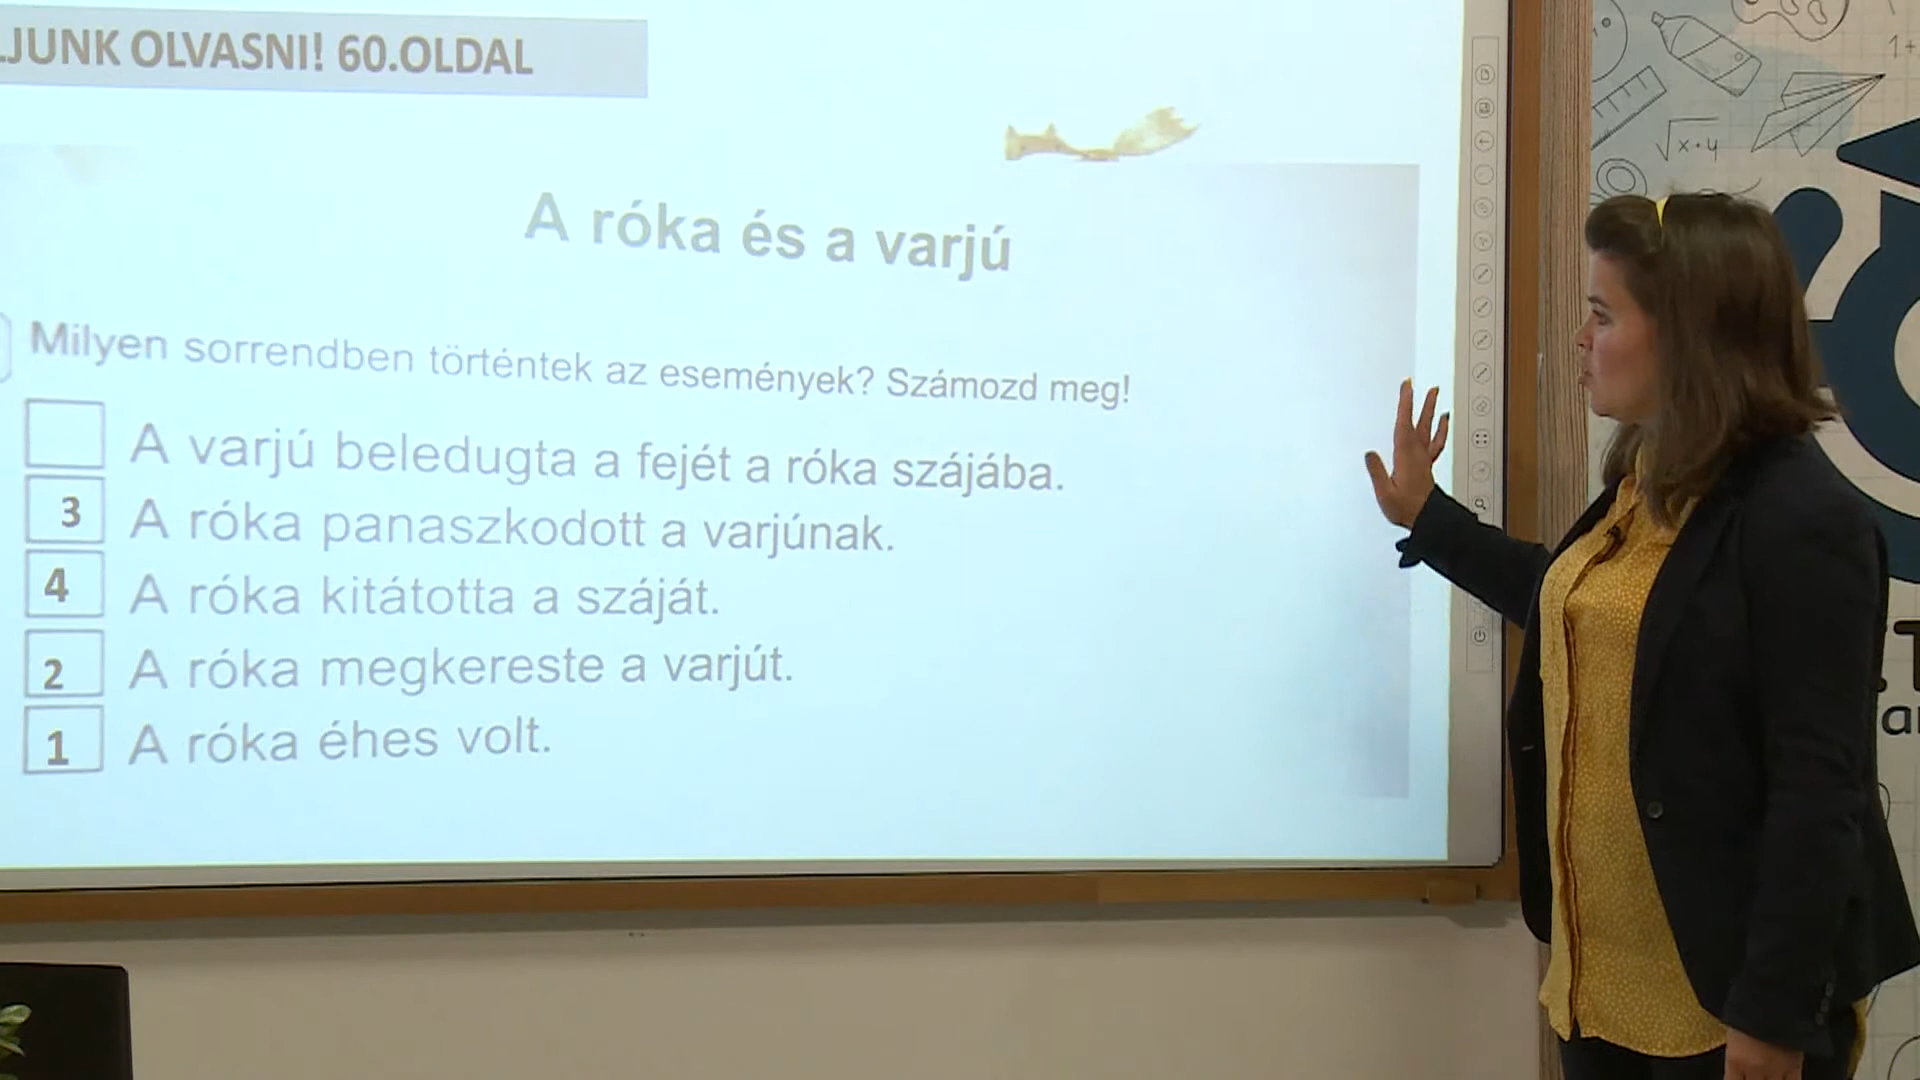 JUNK OLVASNI! 60.OLDAL
A róka és a varjú
Milyen sorrendben történtek az események? Számozd meg!
A varjú beledugta a fejét a róka szájába.
3 A róka panaszkodott a varjúnak.
4 A róka kitátotta a száját.
2 A róka megkereste a varjút.
1 A róka éhes volt.